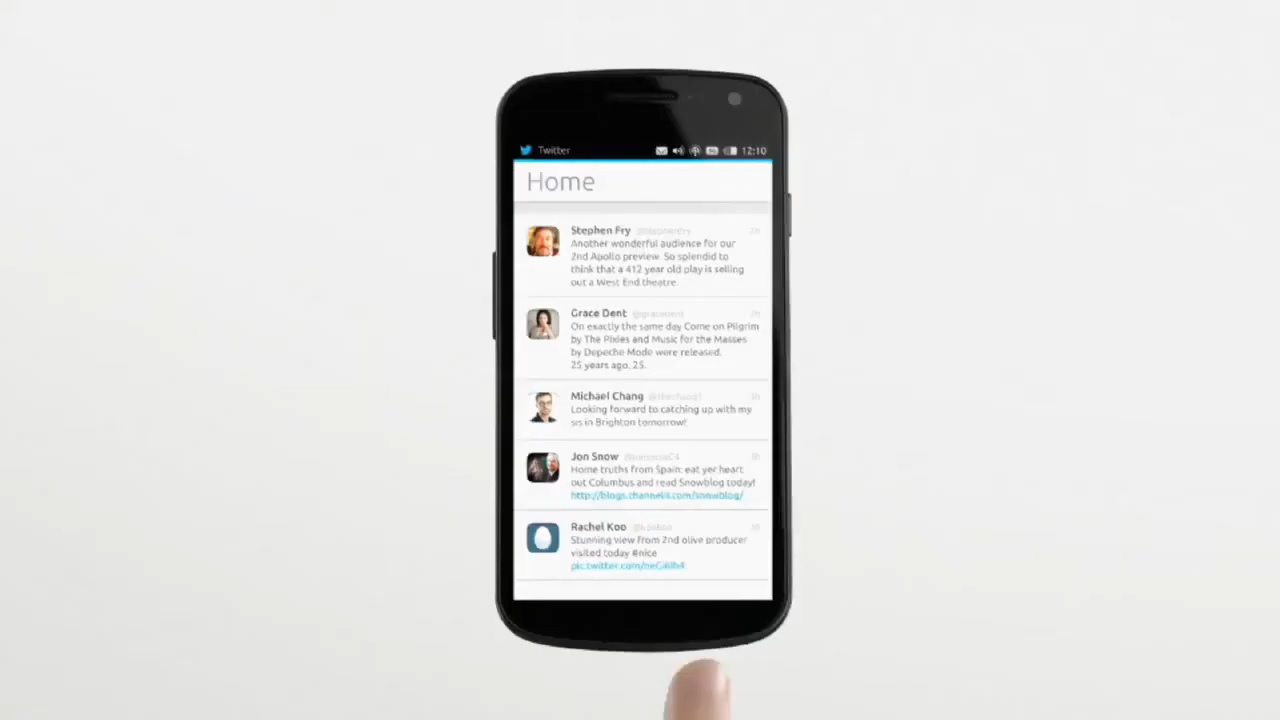 Twitter
12:10
Home
Stephen Fry @stephenfry
Another wonderful audience for our
2nd Apollo preview. So splendid to
think that a 412 year old play is selling
out a West End theatre.
Grace Dent @gracedent
On exactly the same day Come on Pilgrim
by The Pixies and Music for the Masses
by Depeche Mode were released.
25 years ago. 25.
Michael Chang
Looking forward to catching up with my
sis in Brighton tomorrow!
Jon Snow
Home truths from Spain: eat yer heart
out Columbus and read Snowblog today!
http://blogs.channel4.com/snowblog/
Rachel Koo
Stunning view from 2nd olive producer
visited today #nice